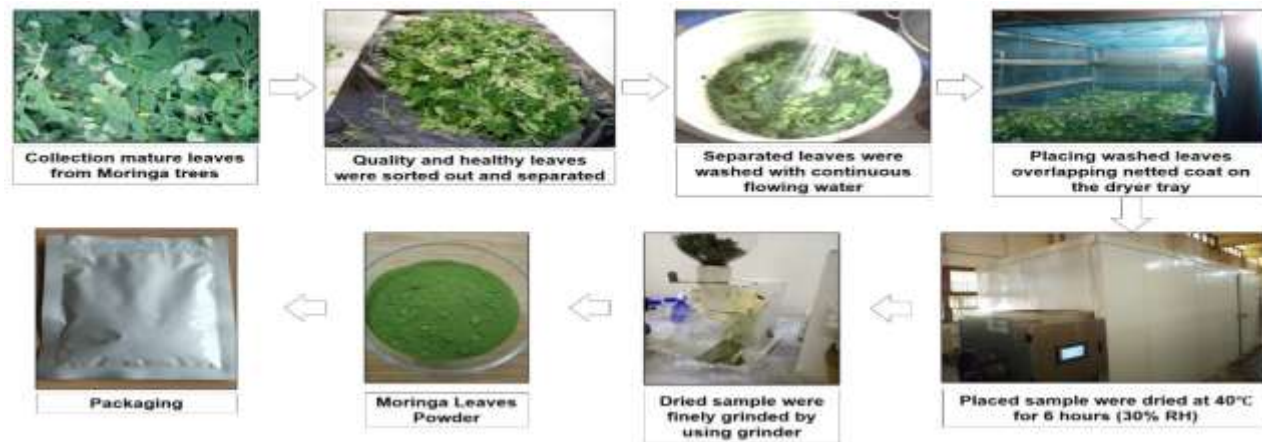 Collection mature leaves
from Moringa trees
Quality and healthy leaves
were sorted out and separated
Separated leaves were
washed with continuous
flowing water
Placing washed leaves
overlapping netted coat on
the dryer tray
Placed sample were dried at 40℃
for 6 hours (30% RH)
Dried sample were
finely grinded by
using grinder
Moringa Leaves
Powder
Packaging